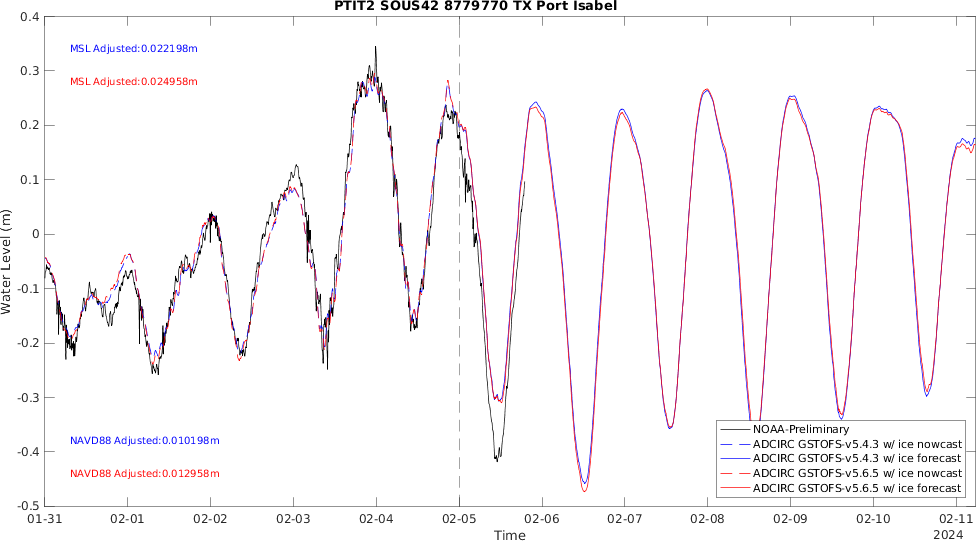 PTIT2 SOUS42 8779770 TX Port Isabel
0.4
0.3
0.2
0.1
0
-0.1
-0.2
-0.3
-0.4
-0.5
Water Level (m)
MSL Adjusted:0.022198m
MSL Adjusted:0.024958m
NAVD88 Adjusted:0.010198m
NAVD88 Adjusted:0.012958m
NOAA-Preliminary
ADCIRC GSTOFS-v5.4.3 w/ ice nowcast
ADCIRC GSTOFS-v5.4.3 w/ ice forecast
ADCIRC GSTOFS-v5.6.5 w/ ice nowcast
ADCIRC GSTOFS-v5.6.5 w/ ice forecast
01-31 02-01 02-02 02-03 02-04 02-05 02-06 02-07 02-08 02-09 02-10 02-11
Time
2024